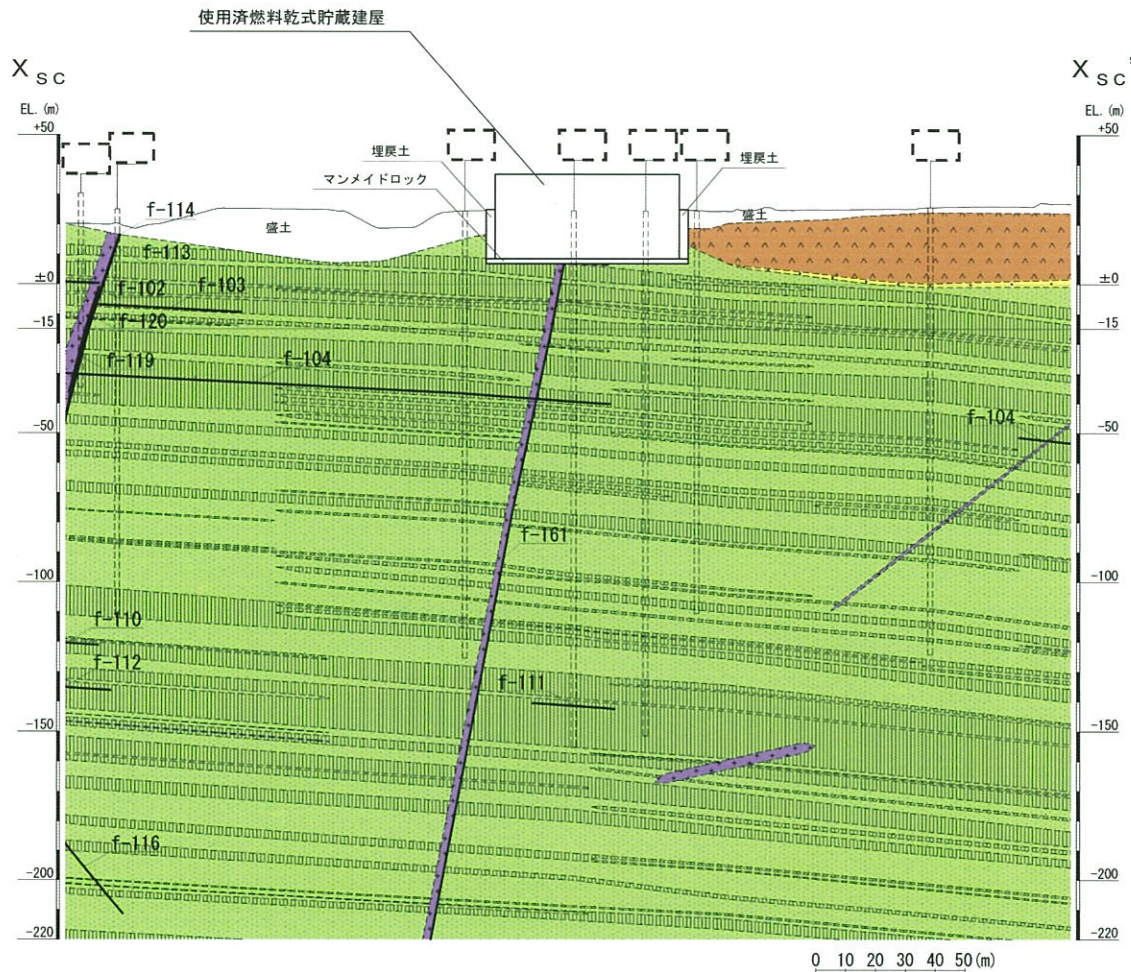 使用済燃料乾式貯蔵建屋
X SC
X SC'
EL. (m)
EL. (m)
+50
+50
埋戻土
埋戻土
マンメイドロック
f-114
盛土
盛土
f-113
±0
±0
f-102
f-103
-15
-15
f-120
f-119
f-104
f-104
-50
-50
f-161
-100
-100
f-110
f-112
f-111
-150
-150
f-116
-200
-200
-220
-220
0 10 20 30 40 50(m)